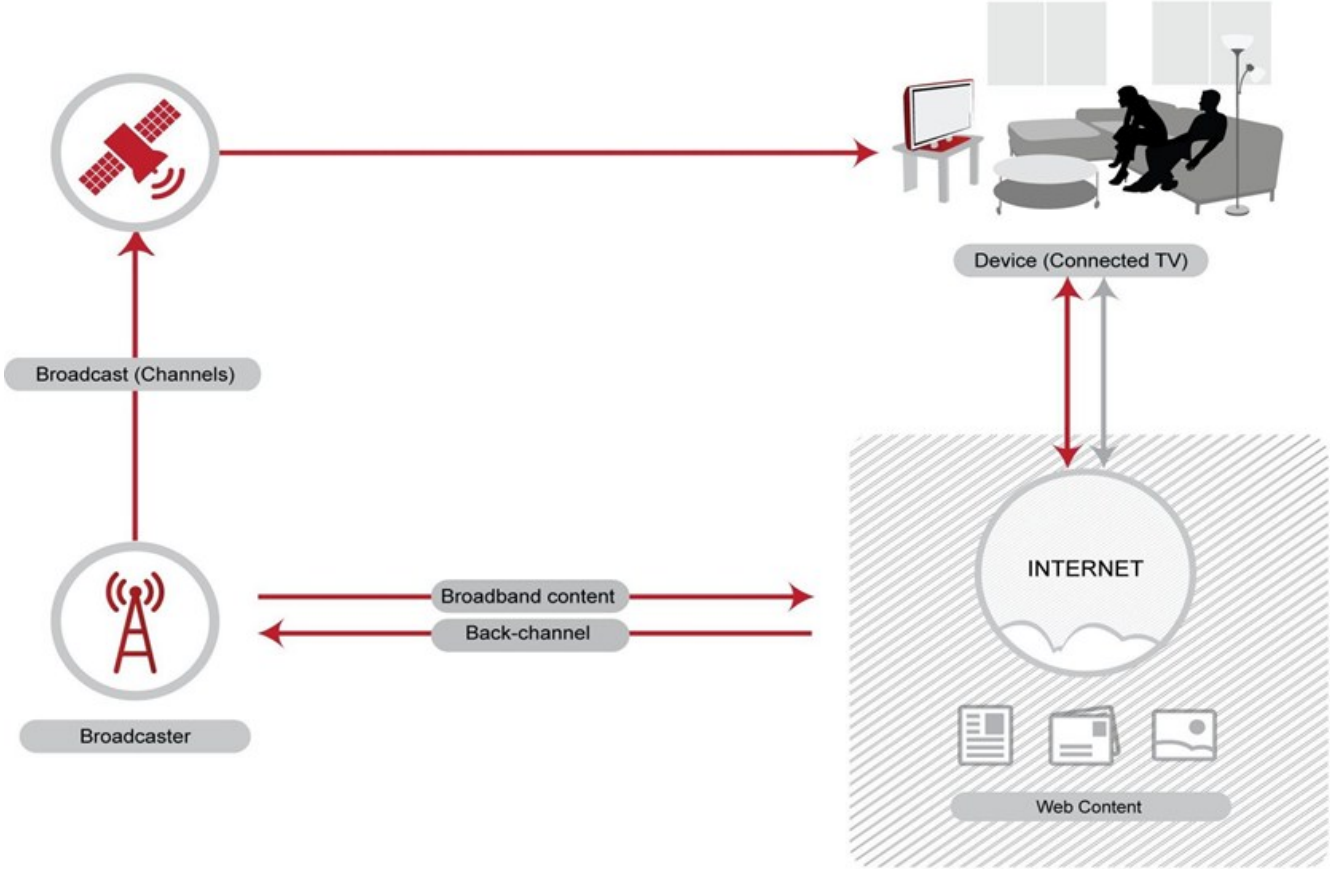 Device (Connected TV)
Broadcast (Channels)
INTERNET
Broadband content
Back-channel
Broadcaster
Web Content